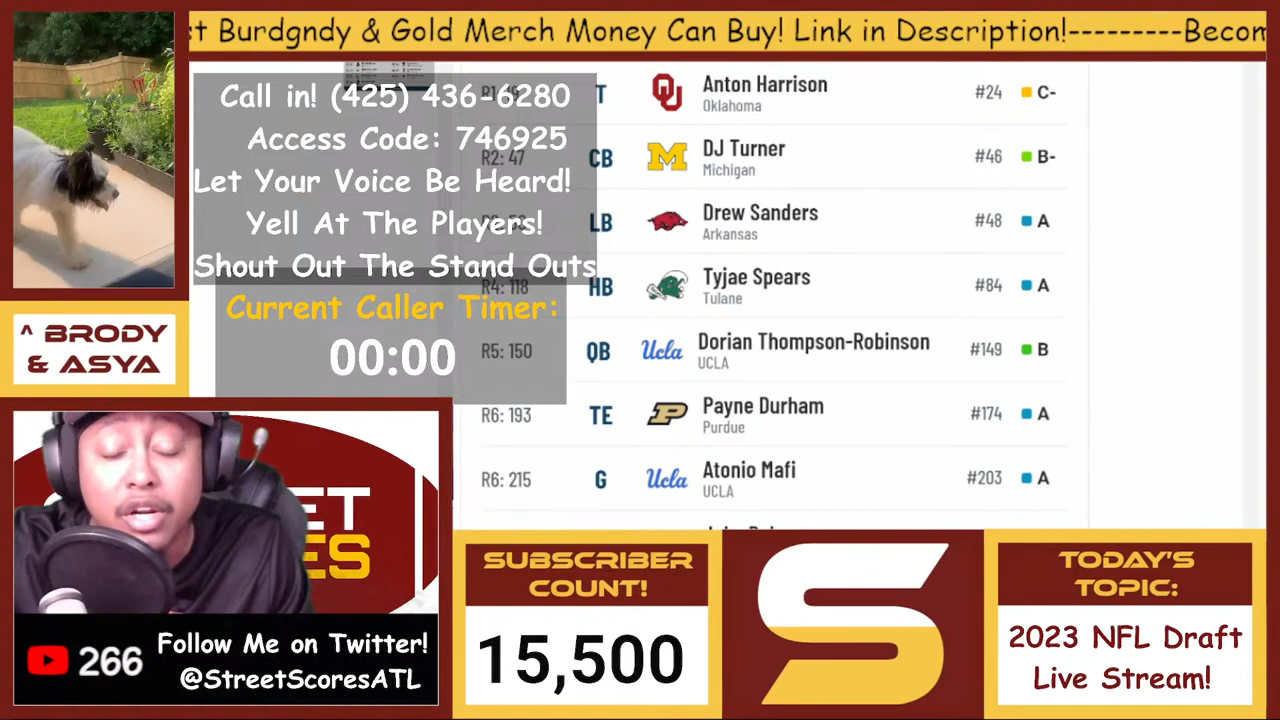 t Burdgndy & Gold Merch Money Can Buy! Link in Description!---------Becom
Call in! (425) 436-6280
Access Code: 746925
Let Your Voice Be Heard!
Yell At The Players!
Shout Out The Stand Outs
Current Caller Timer:
00:00
T Anton Harrison #24 C-
Oklahoma
R2: 47 CB DJ Turner #46 B-
Michigan
LB Drew Sanders #48 A
Arkansas
R4: 118 HB Tyjae Spears #84 A
Tulane
R5: 150 QB Ucla Dorian Thompson-Robinson #149 B
UCLA
R6: 193 TE P Payne Durham #174 A
Purdue
R6: 215 G Ucla Atonio Mafi #203 A
UCLA
^ BRODY
& ASYA
ET
ES
266
Follow Me on Twitter!
@StreetScoresATL
SUBSCRIBER
COUNT!
15,500
S
TODAY'S
TOPIC:
2023 NFL Draft
Live Stream!